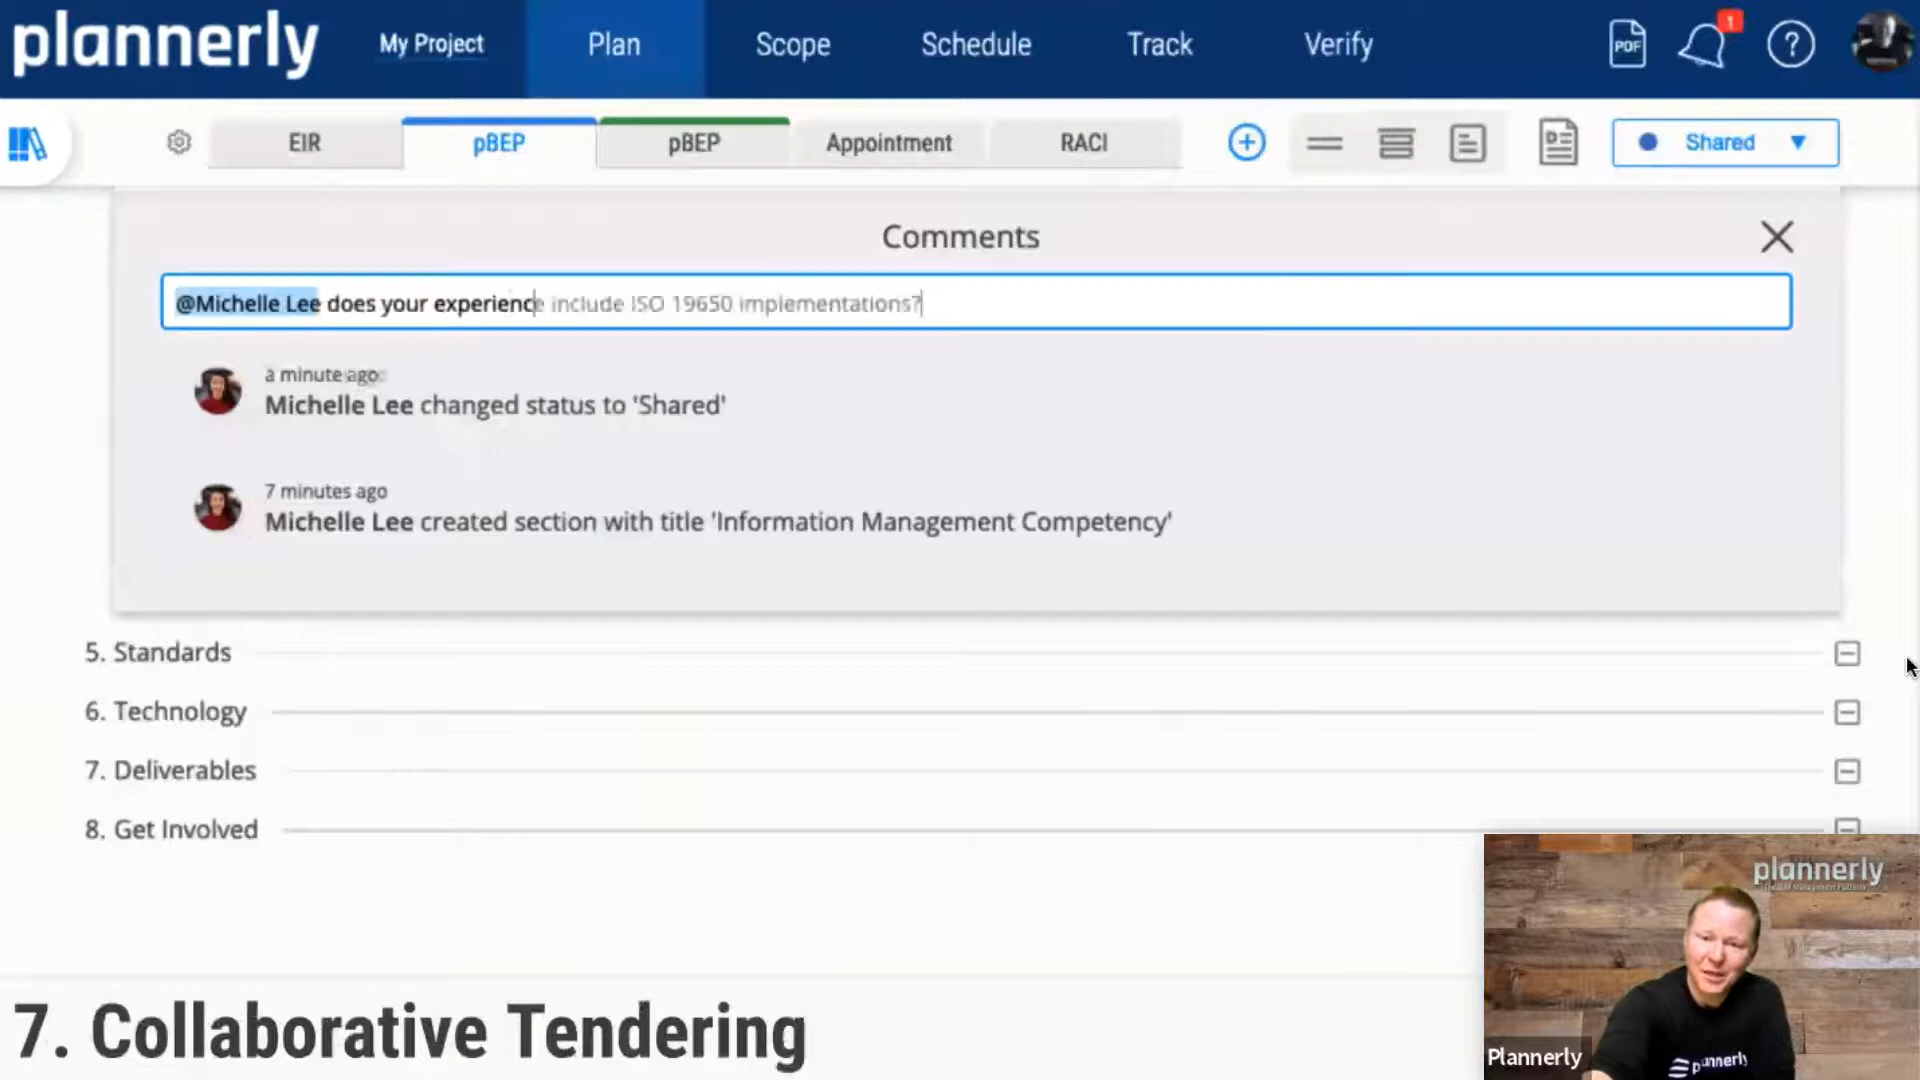 plannerly
My Project
Plan
Scope
Schedule
Track
Verify
PDF
1
?
EIR
pBEP
pBEP
Appointment
RACI
Shared
Comments
@Michelle Lee does your experience include ISO 19650 implementations?
a minute ago
Michelle Lee changed status to 'Shared'
7 minutes ago
Michelle Lee created section with title 'Information Management Competency'
5. Standards
6. Technology
7. Deliverables
8. Get Involved
7. Collaborative Tendering
plannerly
plannerly
Plannerly